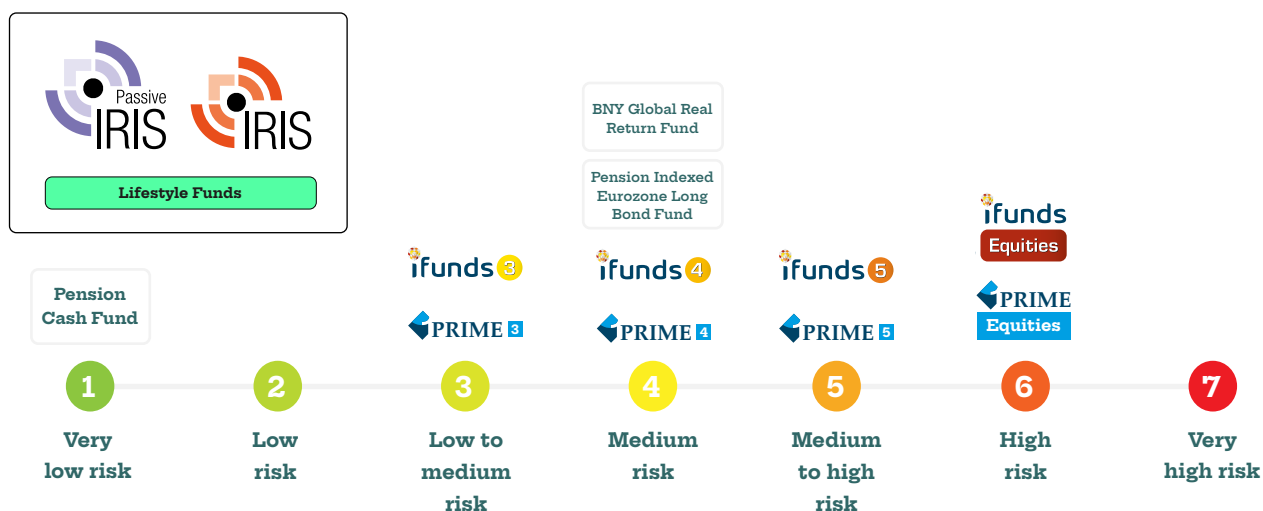 Passive
IRIS
IRIS
Lifestyle Funds
Pension
Cash Fund
BNY Global Real
Return Fund
Pension Indexed
Eurozone Long
Bond Fund
ifunds 3
PRIME 3
ifunds 4
PRIME 4
ifunds 5
PRIME 5
ifunds
Equities
PRIME
Equities
1
2
3
4
5
6
7
Very
low risk
Low
risk
Low to
medium
risk
Medium
risk
Medium
to high
risk
High
risk
Very
high risk